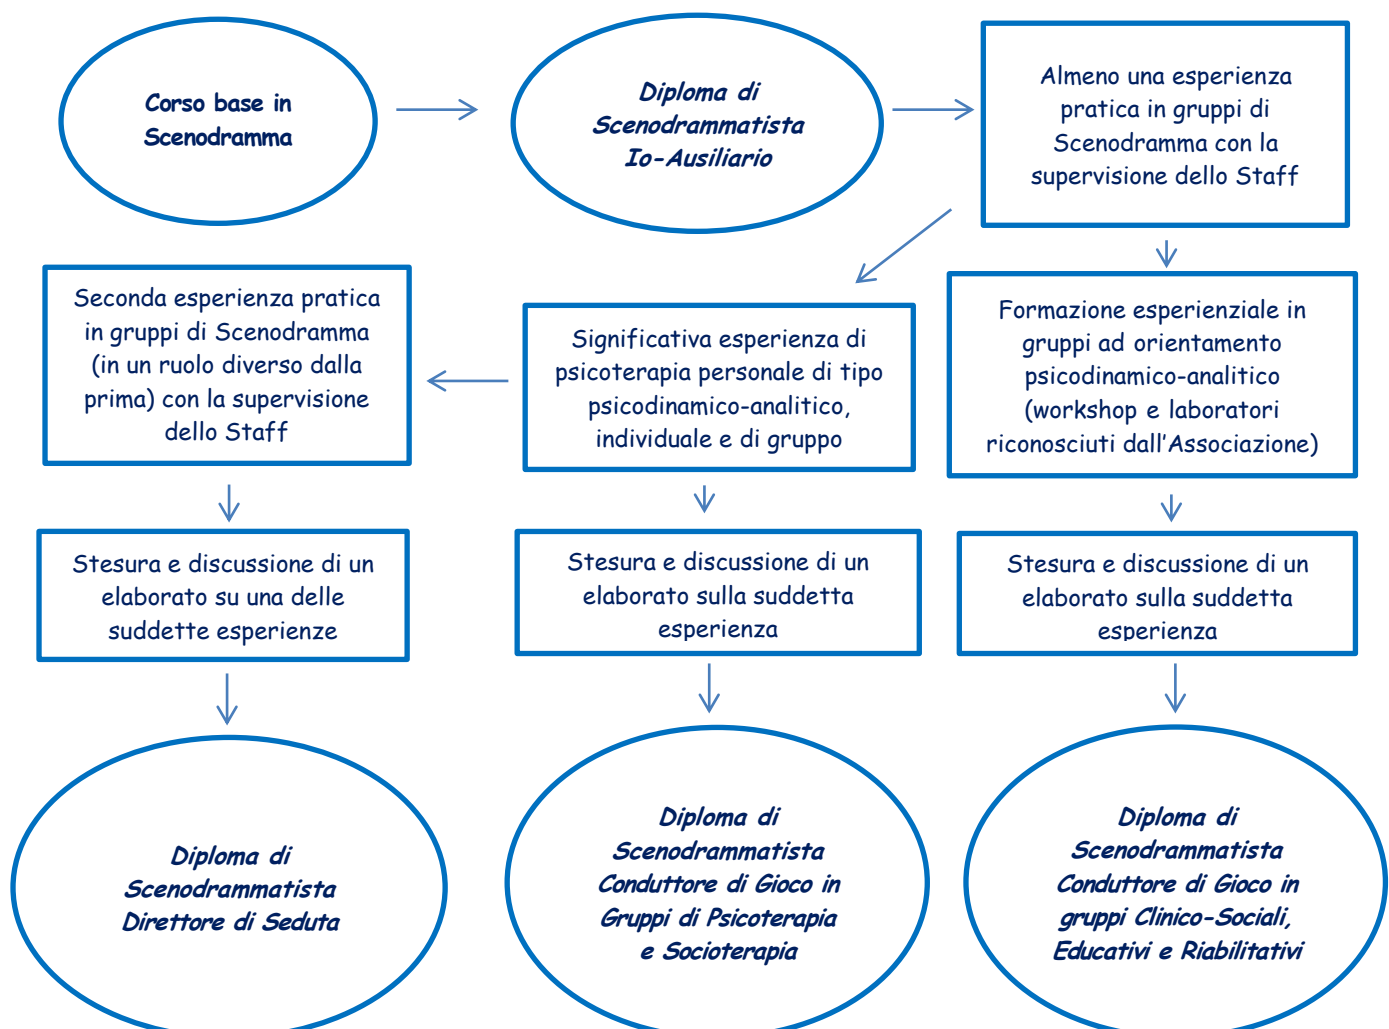 Corso base in
Scenodramma
Diploma di
Scenodrammatista
Io-Ausiliario
Almeno una esperienza
pratica in gruppi di
Scenodramma con la
supervisione dello Staff
Seconda esperienza pratica
in gruppi di Scenodramma
(in un ruolo diverso dalla
prima) con la supervisione
dello Staff
Significativa esperienza di
psicoterapia personale di tipo
psicodinamico-analitico,
individuale e di gruppo
Formazione esperienziale in
gruppi ad orientamento
psicodinamico-analitico
(workshop e laboratori
riconosciuti dall’Associazione)
Stesura e discussione di un
elaborato su una delle
suddette esperienze
Stesura e discussione di un
elaborato sulla suddetta
esperienza
Stesura e discussione di un
elaborato sulla suddetta
esperienza
Diploma di
Scenodrammatista
Direttore di Seduta
Diploma di
Scenodrammatista
Conduttore di Gioco in
Gruppi di Psicoterapia
e Socioterapia
Diploma di
Scenodrammatista
Conduttore di Gioco in
gruppi Clinico-Sociali,
Educativi e Riabilitativi